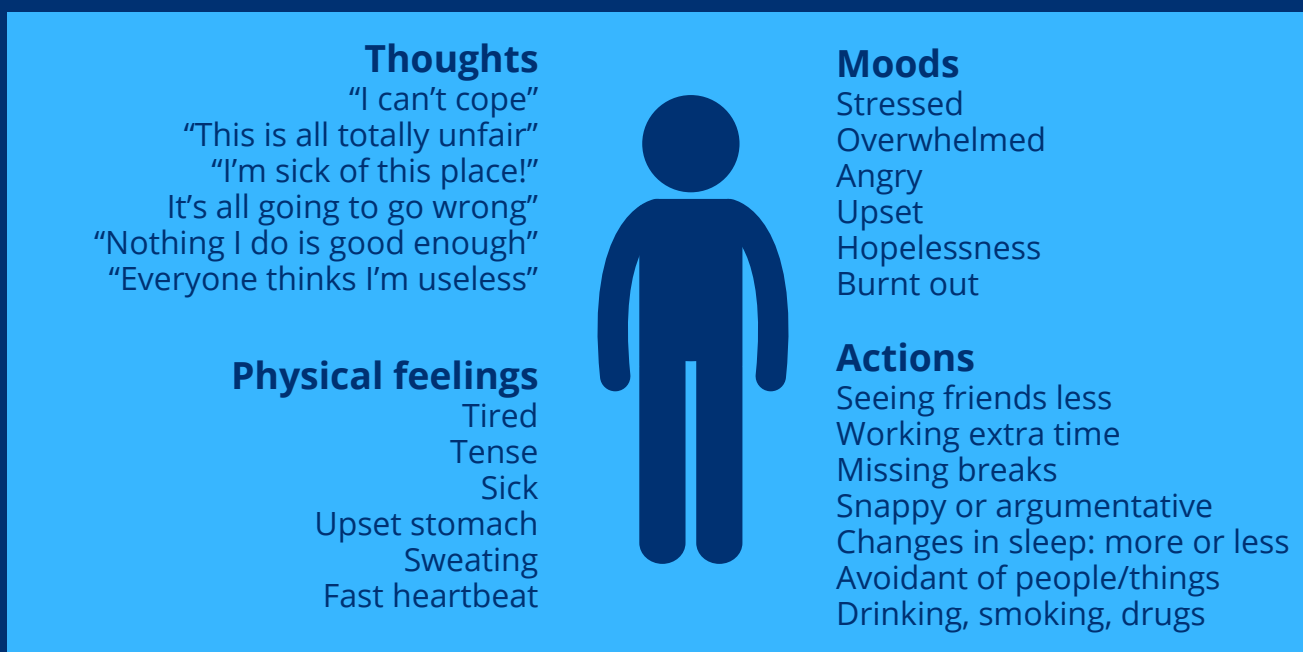 Thoughts
“I can’t cope”
“This is all totally unfair”
“I’m sick of this place!”
It’s all going to go wrong”
“Nothing I do is good enough”
“Everyone thinks I’m useless”
Physical feelings
Tired
Tense
Sick
Upset stomach
Sweating
Fast heartbeat
Moods
Stressed
Overwhelmed
Angry
Upset
Hopelessness
Burnt out
Actions
Seeing friends less
Working extra time
Missing breaks
Snappy or argumentative
Changes in sleep: more or less
Avoidant of people/things
Drinking, smoking, drugs